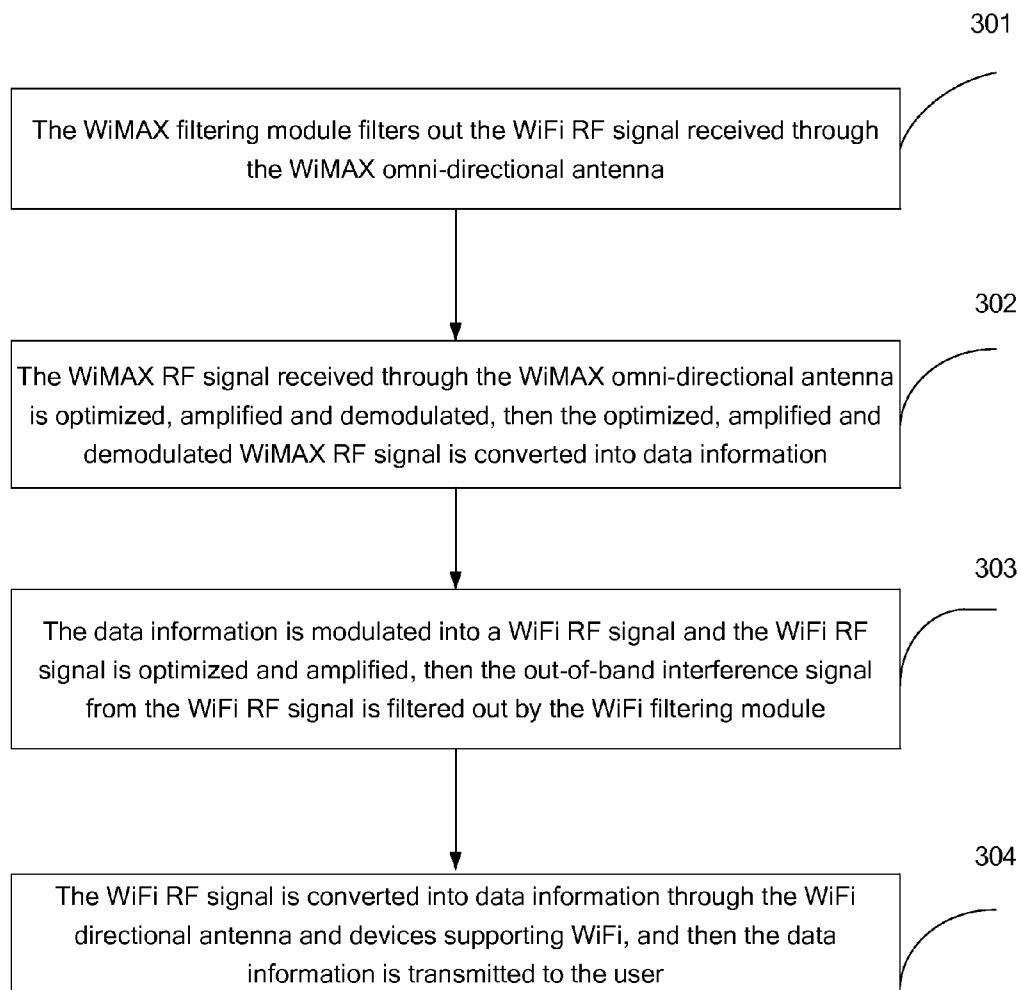 301
The WiMAX filtering module filters out the WiFi RF signal received through
the WiMAX omni-directional antenna
302
The WiMAX RF signal received through the WiMAX omni-directional antenna
is optimized, amplified and demodulated, then the optimized, amplified and
demodulated WiMAX RF signal is converted into data information
303
The data information is modulated into a WiFi RF signal and the WiFi RF
signal is optimized and amplified, then the out-of-band interference signal
from the WiFi RF signal is filtered out by the WiFi filtering module
304
The WiFi RF signal is converted into data information through the WiFi
directional antenna and devices supporting WiFi, and then the data
information is transmitted to the user